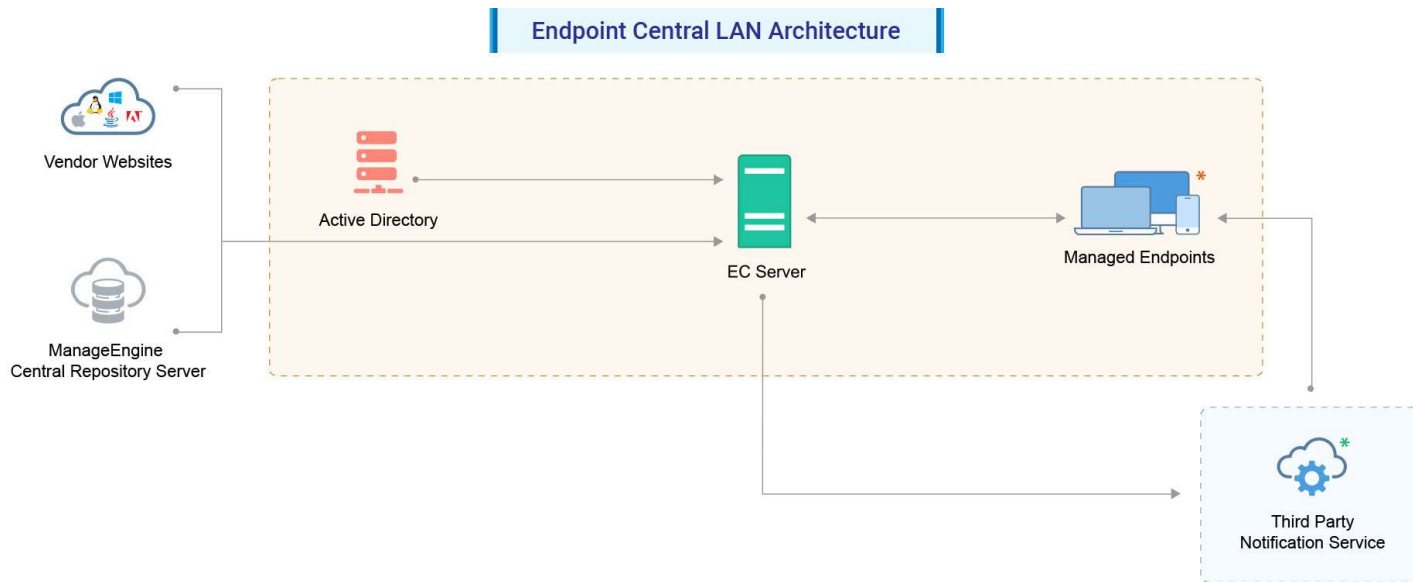 Endpoint Central LAN Architecture
Vendor Websites
Active Directory
EC Server
*
Managed Endpoints
ManageEngine
Central Repository Server
*
Third Party
Notification Service